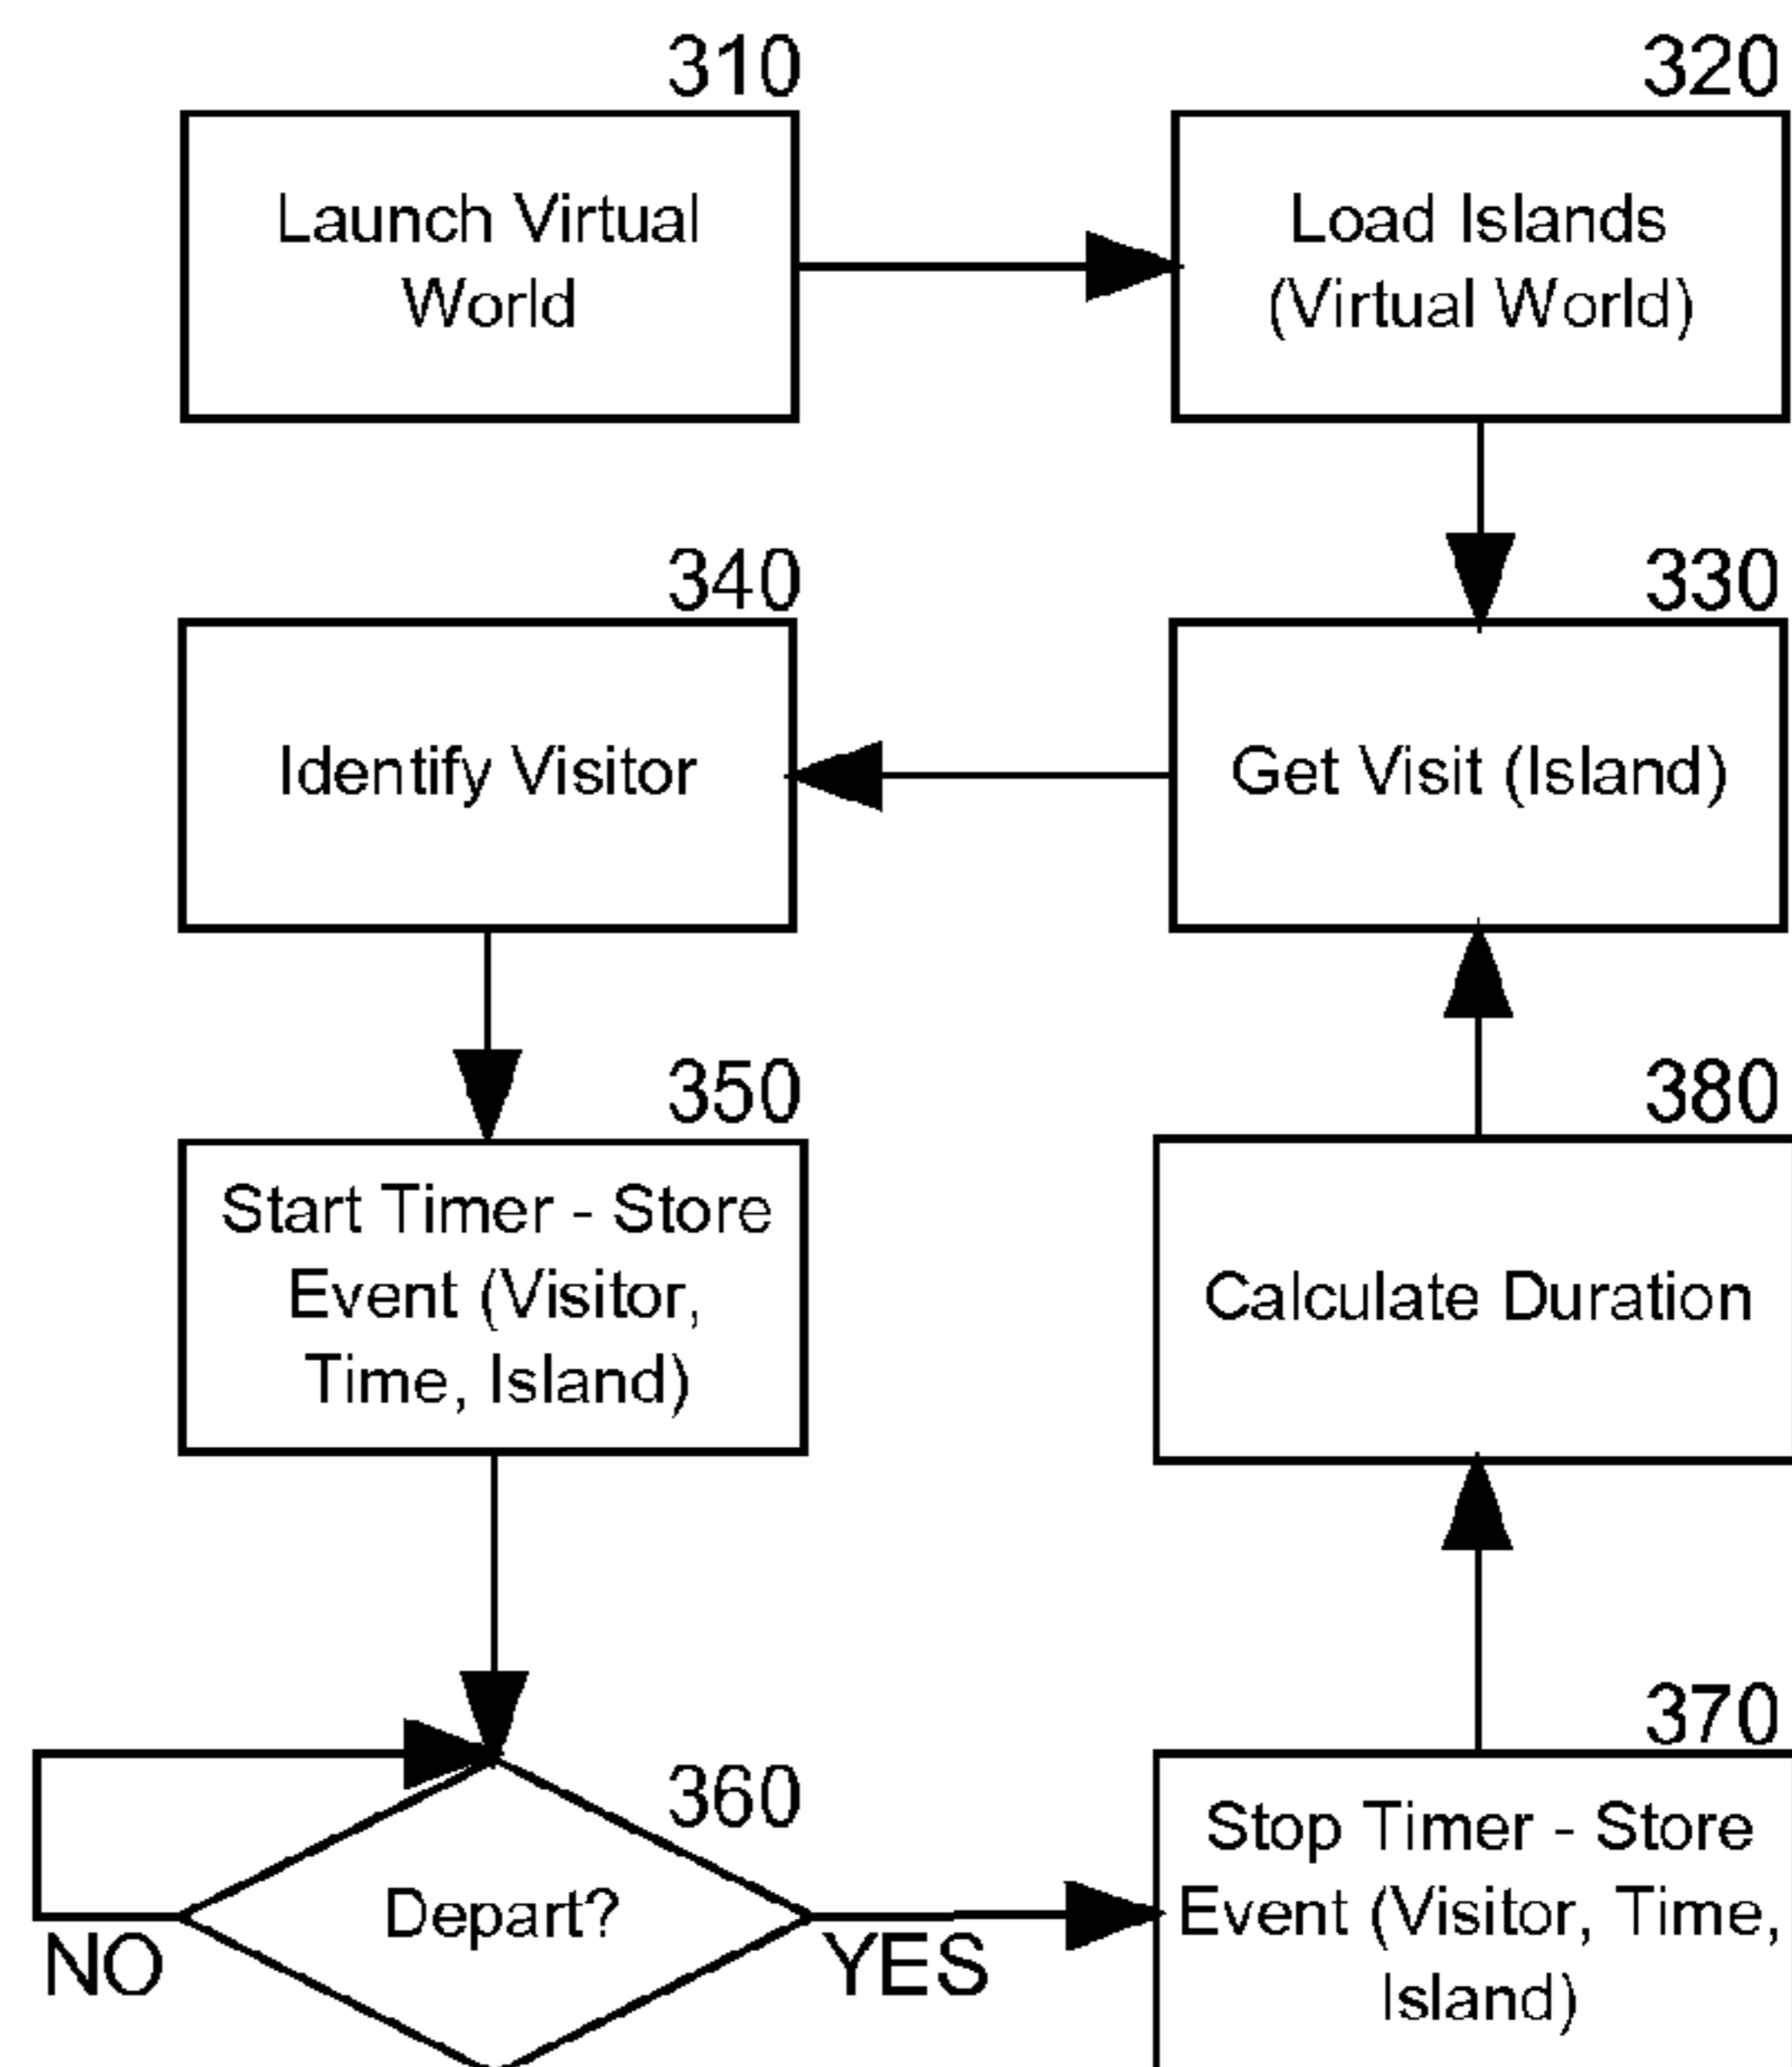 310
Launch Virtual
World
320
Load Islands
(Virtual World)
340
Identify Visitor
330
Get Visit (Island)
350
Start Timer - Store
Event (Visitor,
Time, Island)
380
Calculate Duration
360
Depart?
NO
YES
370
Stop Timer - Store
Event (Visitor, Time,
Island)